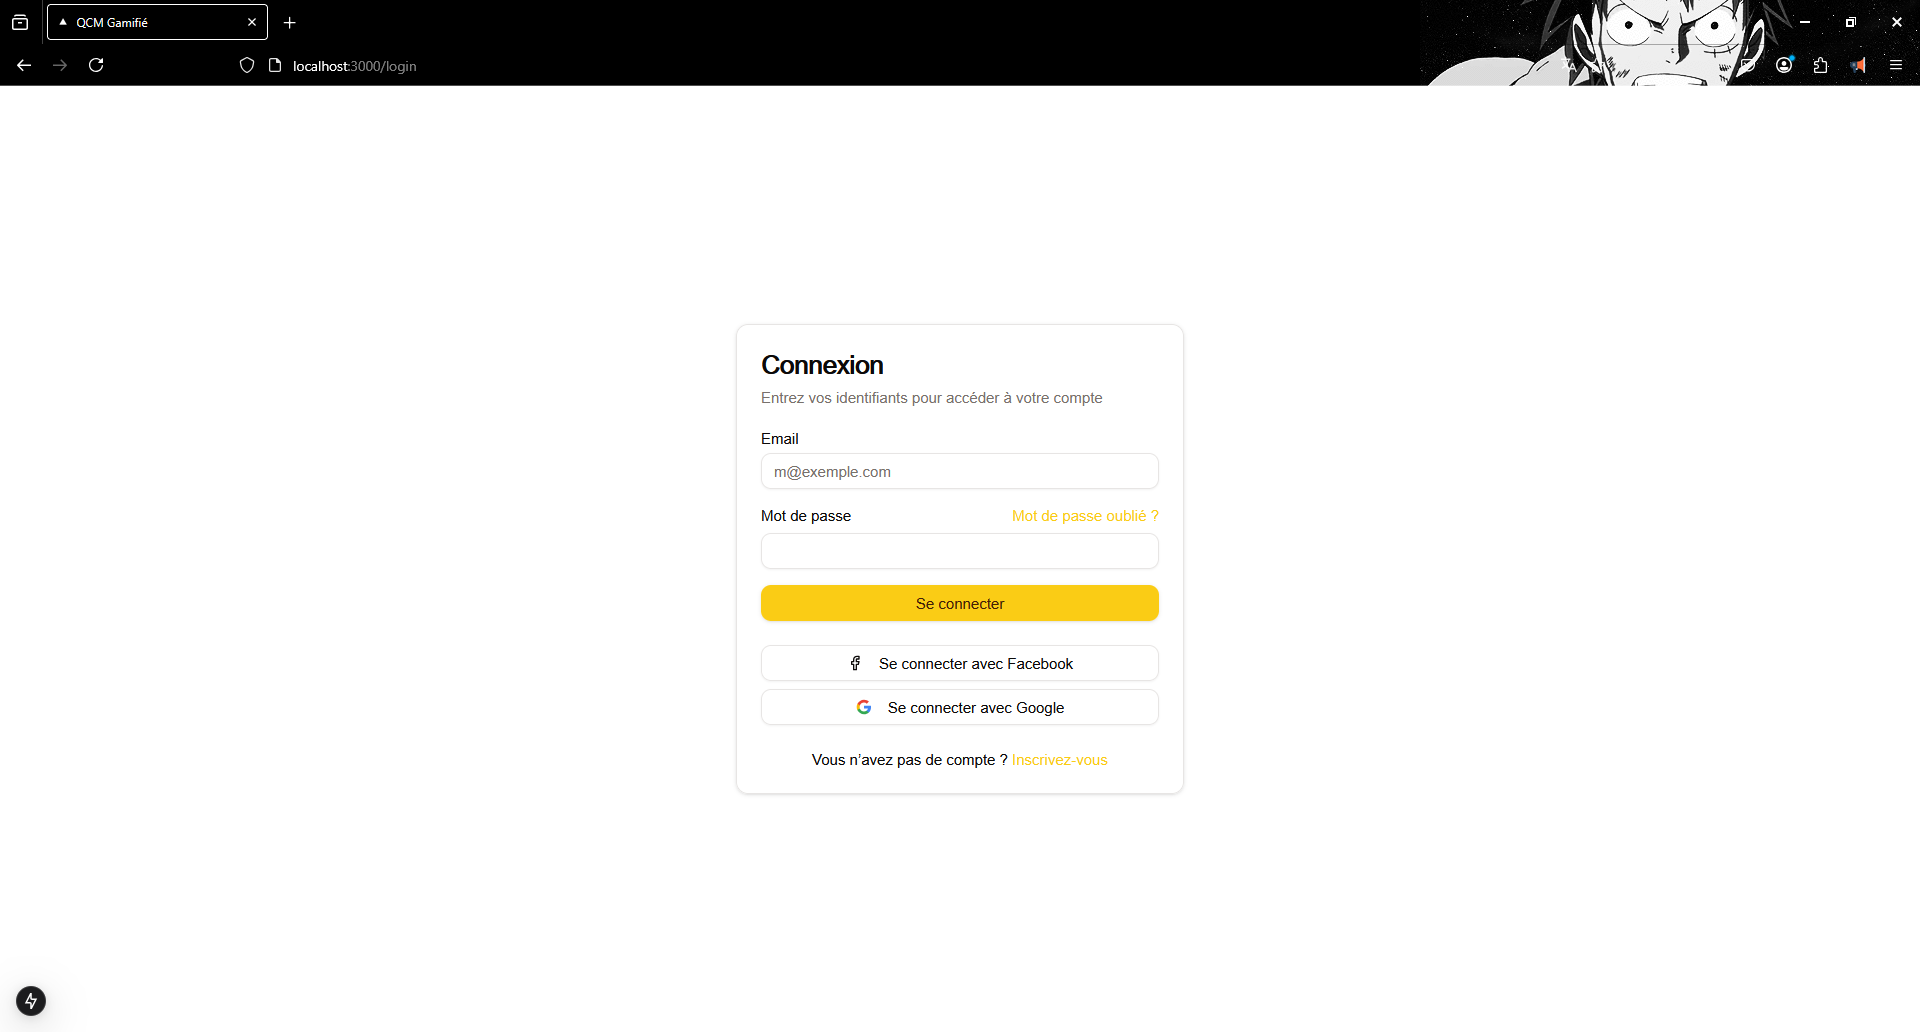 QCM Gamifié
localhost:3000/login
Connexion
Entrez vos identifiants pour accéder à votre compte
Email
m@exemple.com
Mot de passe
Mot de passe oublié ?
Se connecter
Se connecter avec Facebook
Se connecter avec Google
Vous n’avez pas de compte ? Inscrivez-vous